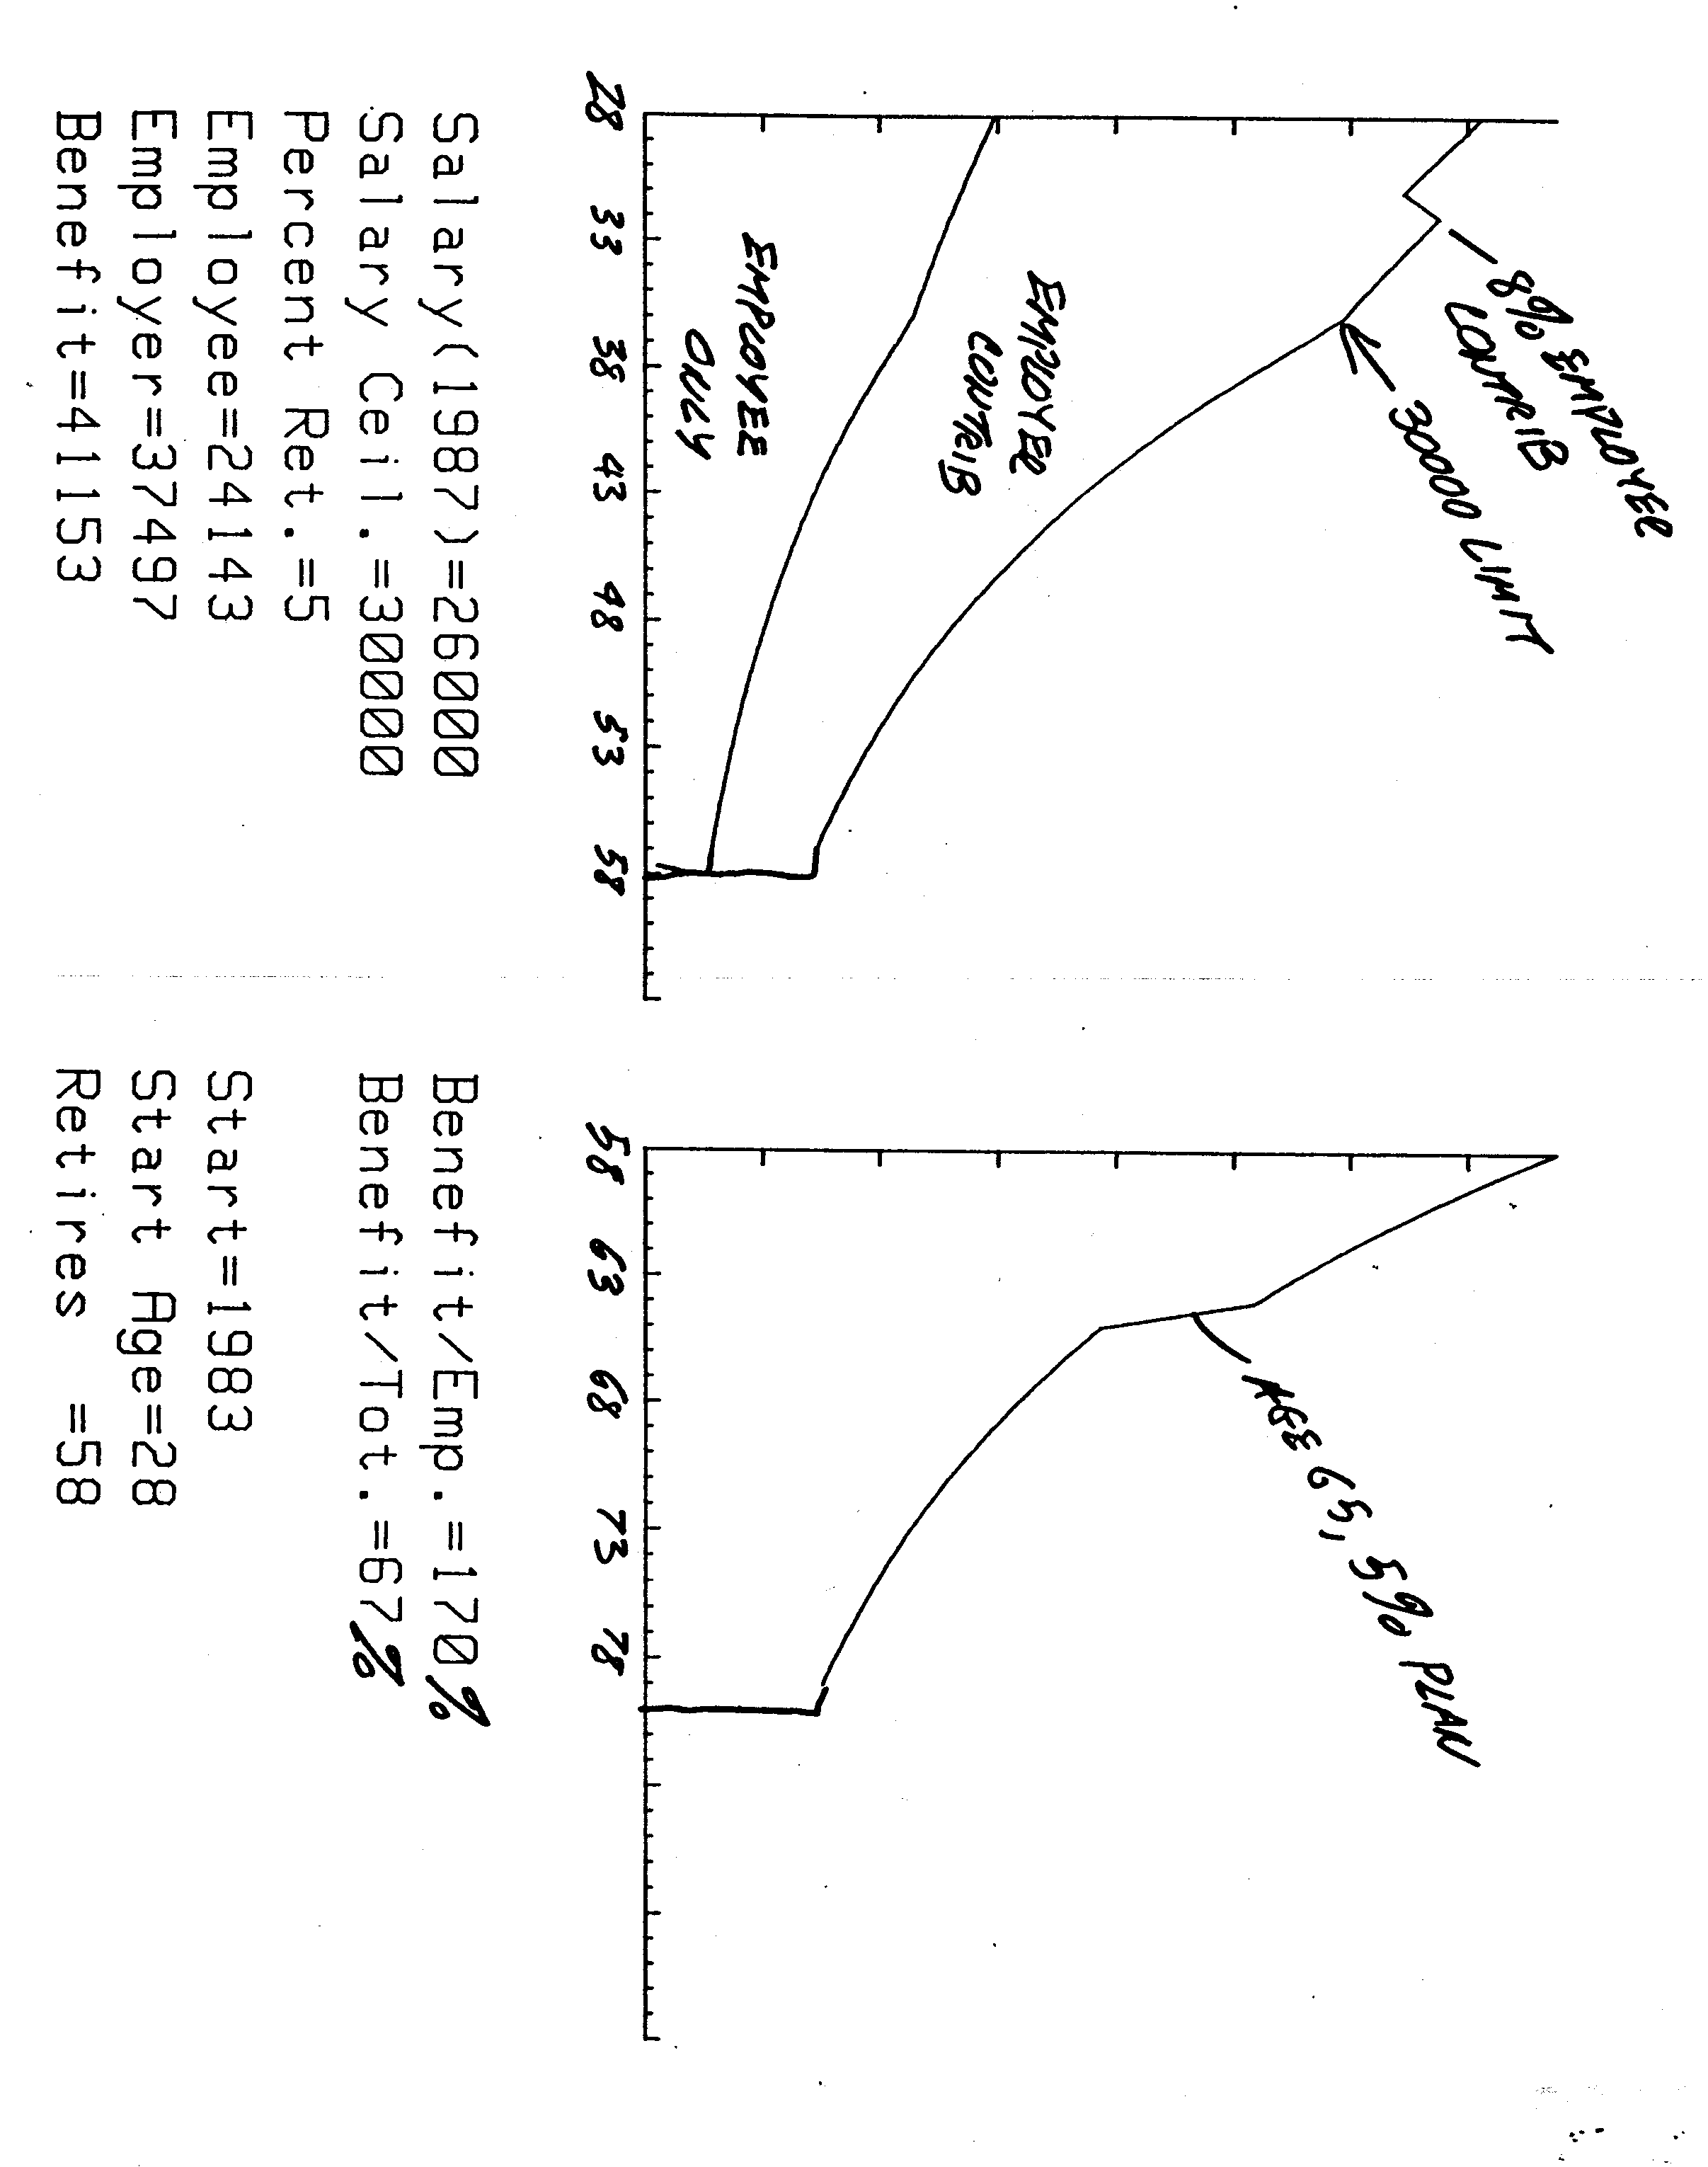 8% EMPLOYER
CONTRIB
30000 LIMIT
EMPLOYER
CONTRIB
EMPLOYEE
ONLY
28 33 38 43 48 53 58
AGE 65, 5% PLAN
58 63 68 73 78
Salary(1987)=26000 Benefit/Emp.=170%
Salary Ceil.=30000 Benefit/Tot.=67%
Percent Ret.=5
Employee=24143 Start=1983
Employer=37497 Start Age=28
Benefit=41153 Retires =58